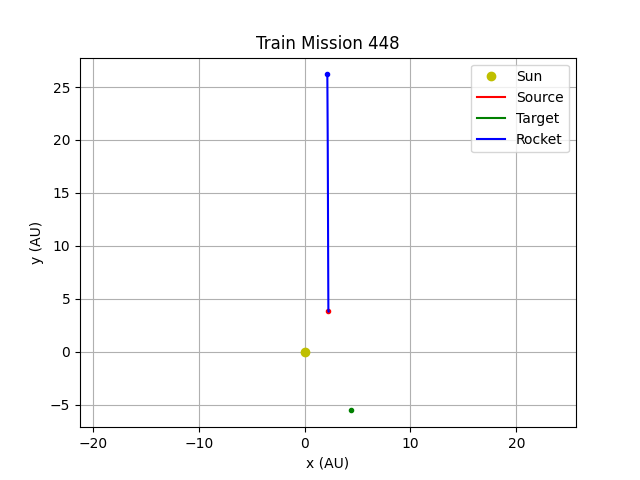 Train Mission 448
Sun
Source
Target
Rocket
25
20
15
10
5
0
−5
y (AU)
−20
−10
0
10
20
x (AU)